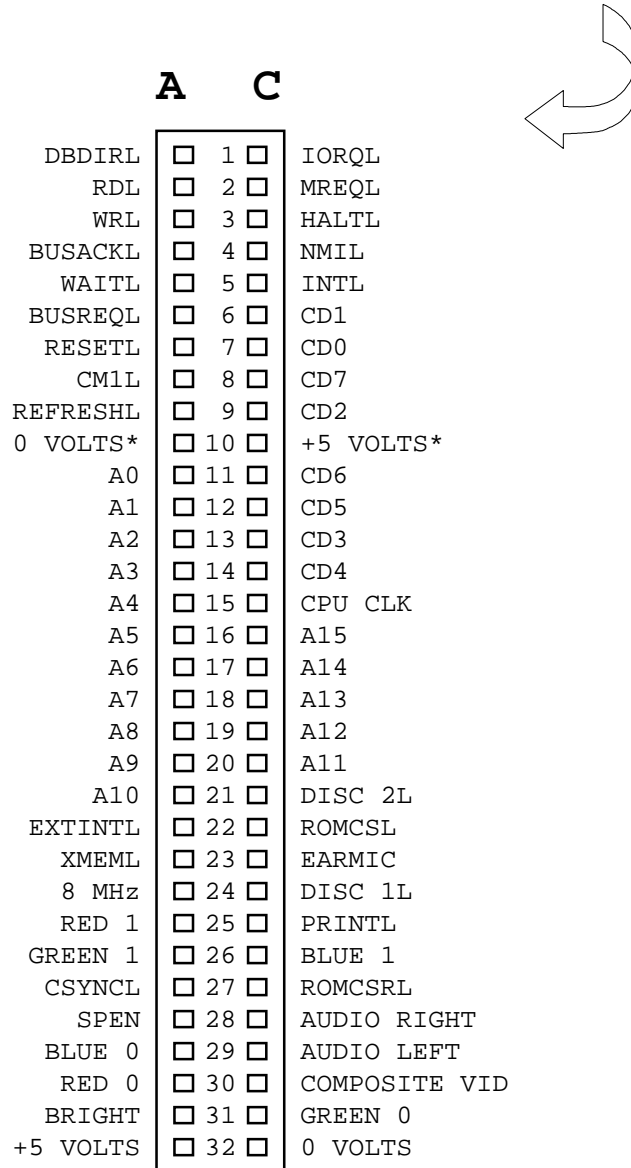 A C
DBDIRL 1 IORQL
RDL 2 MREQL
WRL 3 HALTL
BUSACKL 4 NMIL
WAITL 5 INTL
BUSREQL 6 CD1
RESETL 7 CD0
CM1L 8 CD7
REFRESHL 9 CD2
0 VOLTS* 10 +5 VOLTS*
A0 11 CD6
A1 12 CD5
A2 13 CD3
A3 14 CD4
A4 15 CPU CLK
A5 16 A15
A6 17 A14
A7 18 A13
A8 19 A12
A9 20 A11
A10 21 DISC 2L
EXTINTL 22 ROMCSL
XMEML 23 EARMIC
8 MHz 24 DISC 1L
RED 1 25 PRINTL
GREEN 1 26 BLUE 1
CSYNCL 27 ROMCSRL
SPEN 28 AUDIO RIGHT
BLUE 0 29 AUDIO LEFT
RED 0 30 COMPOSITE VID
BRIGHT 31 GREEN 0
+5 VOLTS 32 0 VOLTS